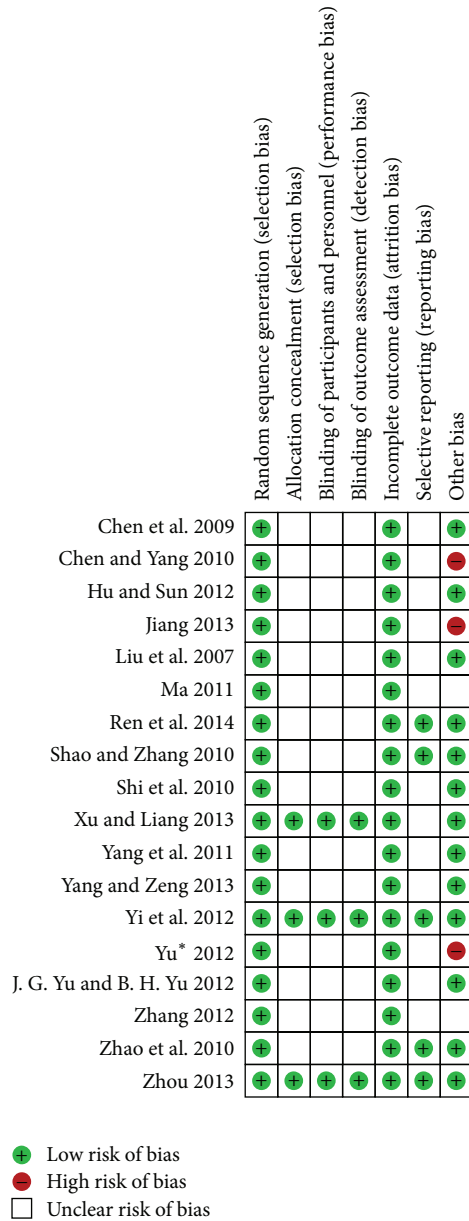 Random sequence generation (selection bias)
Allocation concealment (selection bias)
Blinding of participants and personnel (performance bias)
Blinding of outcome assessment (detection bias)
Incomplete outcome data (attrition bias)
Selective reporting (reporting bias)
Other bias
Chen et al. 2009 + + +
Chen and Yang 2010 + + −
Hu and Sun 2012 + + +
Jiang 2013 + + −
Liu et al. 2007 + + +
Ma 2011 + +
Ren et al. 2014 + + + +
Shao and Zhang 2010 + + + +
Shi et al. 2010 + + +
Xu and Liang 2013 + + + + + +
Yang et al. 2011 + + +
Yang and Zeng 2013 + + +
Yi et al. 2012 + + + + + + +
Yu* 2012 + + −
J. G. Yu and B. H. Yu 2012 + + +
Zhang 2012 + +
Zhao et al. 2010 + + + +
Zhou 2013 + + + + + + +
+ Low risk of bias
− High risk of bias
Unclear risk of bias